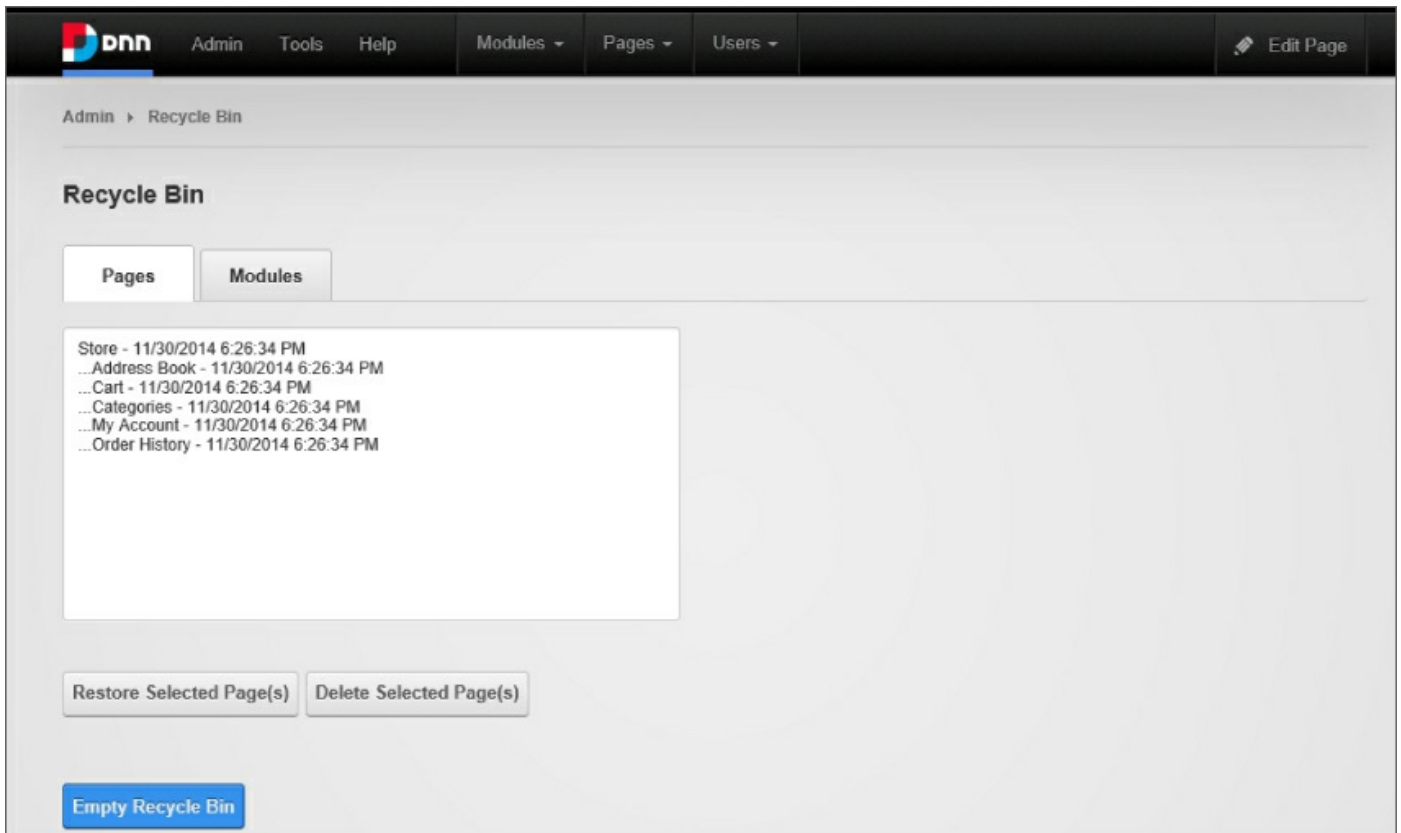 DNN Admin Tools Help Modules Pages Users Edit Page
Admin Recycle Bin
Recycle Bin
Pages Modules
Store - 11/30/2014 6:26:34 PM
...Address Book - 11/30/2014 6:26:34 PM
...Cart - 11/30/2014 6:26:34 PM
...Categories - 11/30/2014 6:26:34 PM
...My Account - 11/30/2014 6:26:34 PM
...Order History - 11/30/2014 6:26:34 PM
Restore Selected Page(s) Delete Selected Page(s)
Empty Recycle Bin